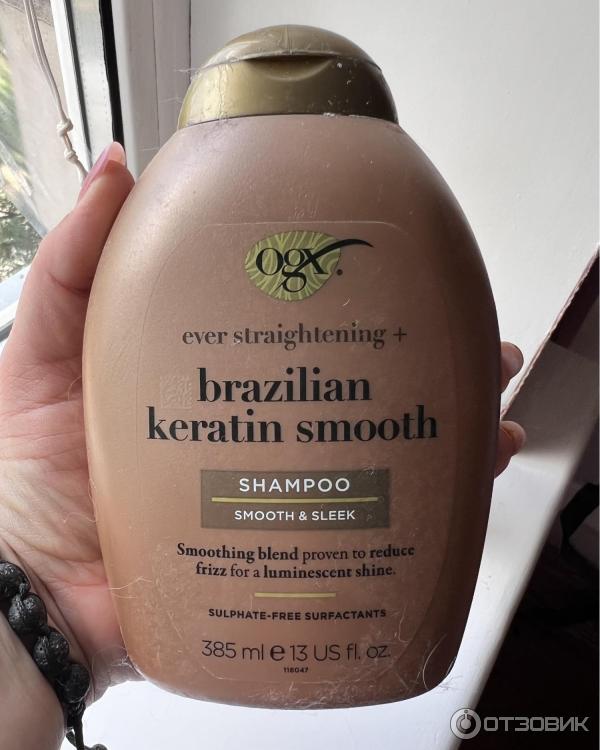 ogx
ever straightening +
brazilian
keratin smooth
SHAMPOO
SMOOTH & SLEEK
Smoothing blend proven to reduce
frizz for a luminescent shine.
SULPHATE-FREE SURFACTANTS
385 ml e 13 US fl. oz.
118047
ОТЗОВИК